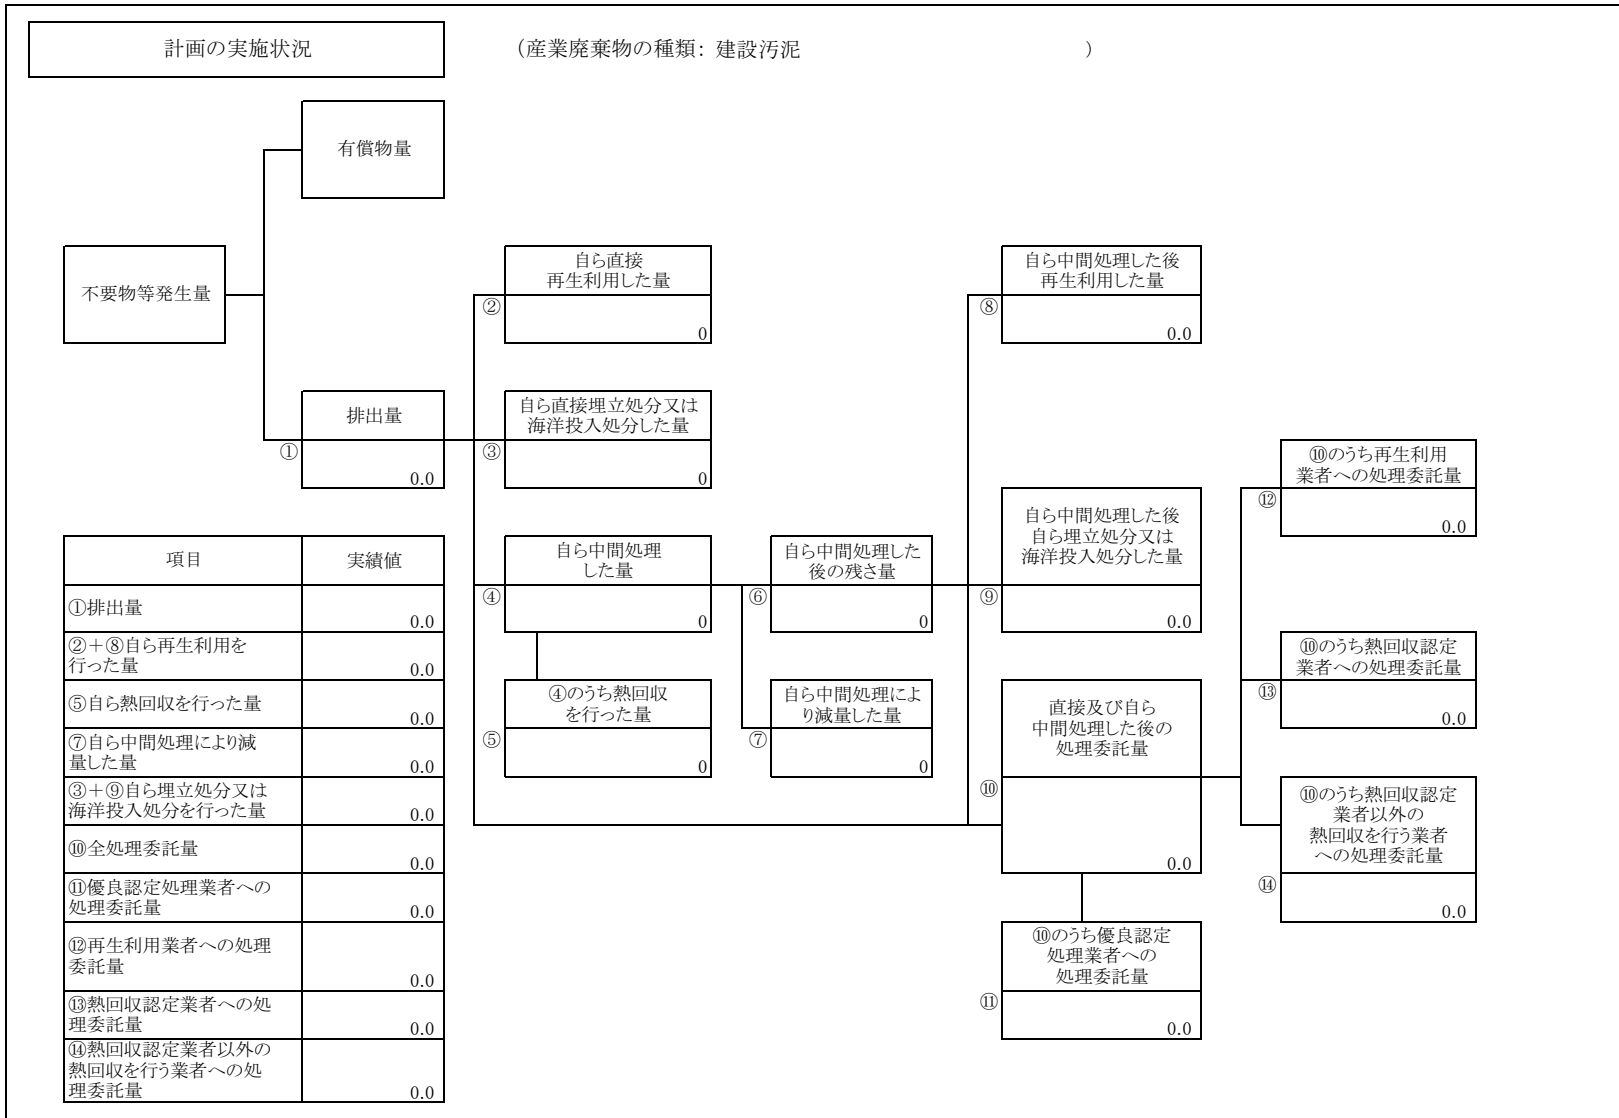 計画の実施状況
（産業廃棄物の種類：建設汚泥　　　　）
有償物量
不要物等発生量
自ら直接
再生利用した量
②
0
自ら中間処理した後
再生利用した量
⑧
0.0
排出量
①
0.0
自ら直接埋立処分又は
海洋投入処分した量
③
0
⑩のうち再生利用
業者への処理委託量
⑫
0.0
自ら中間処理
した量
④
0
自ら中間処理した
後の残さ量
⑥
0
自ら中間処理した後
自ら埋立処分又は
海洋投入処分した量
⑨
0.0
⑩のうち熱回収認定
業者への処理委託量
⑬
0.0
④のうち熱回収
を行った量
⑤
0
自ら中間処理によ
り減量した量
⑦
0
直接及び自ら
中間処理した後の
処理委託量
⑩
0.0
⑩のうち熱回収認定
業者以外の
熱回収を行う業者
への処理委託量
⑭
0.0
⑩のうち優良認定
処理業者への
処理委託量
⑪
0.0
項目　実績値
①排出量
0.0
②＋⑧自ら再生利用を
行った量
0.0
⑤自ら熱回収を行った量
0.0
⑦自ら中間処理により減
量した量
0.0
③＋⑨自ら埋立処分又は
海洋投入処分を行った量
0.0
⑩全処理委託量
0.0
⑪優良認定処理業者への
処理委託量
0.0
⑫再生利用業者への処理
委託量
0.0
⑬熱回収認定業者への処
理委託量
0.0
⑭熱回収認定業者以外の
熱回収を行う業者への処
理委託量
0.0